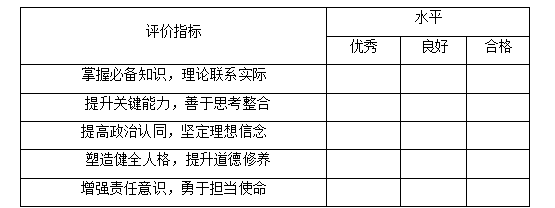 评价指标
水平
优秀
良好
合格
掌握必备知识，理论联系实际
提升关键能力，善于思考整合
提高政治认同，坚定理想信念
塑造健全人格，提升道德修养
增强责任意识，勇于担当使命